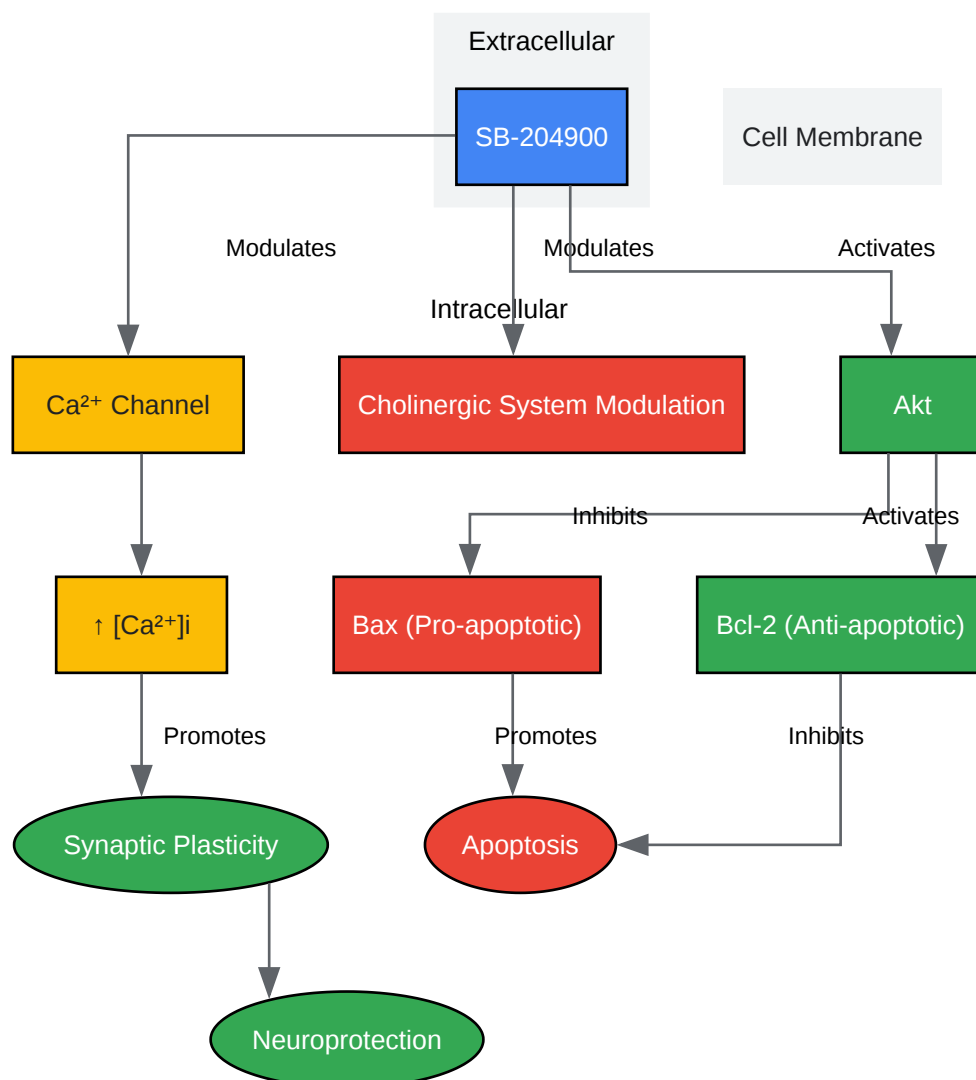 Extracellular
SB-204900
Cell Membrane
Modulates
Modulates
Activates
Intracellular
Ca²⁺ Channel
Cholinergic System Modulation
Akt
Inhibits
Activates
↑ [Ca²⁺]i
Bax (Pro-apoptotic)
Bcl-2 (Anti-apoptotic)
Promotes
Promotes
Inhibits
Synaptic Plasticity
Apoptosis
Neuroprotection